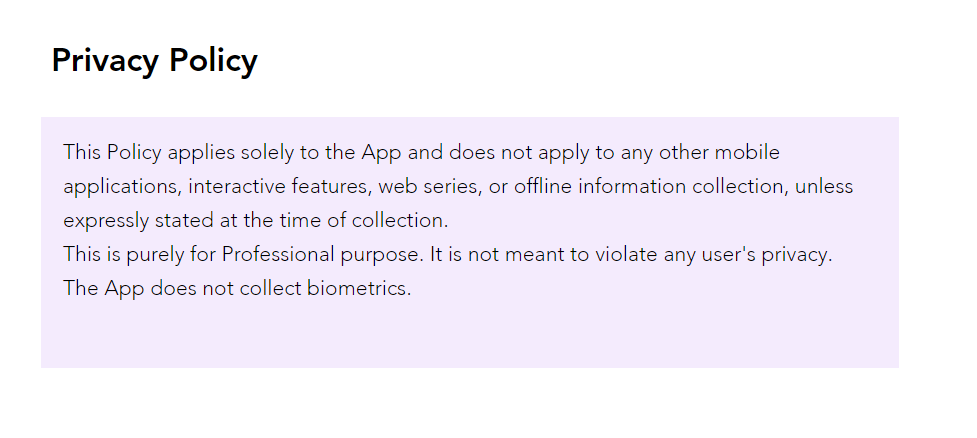 Privacy Policy
This Policy applies solely to the App and does not apply to any other mobile
applications, interactive features, web series, or offline information collection, unless
expressly stated at the time of collection.
This is purely for Professional purpose. It is not meant to violate any user's privacy.
The App does not collect biometrics.